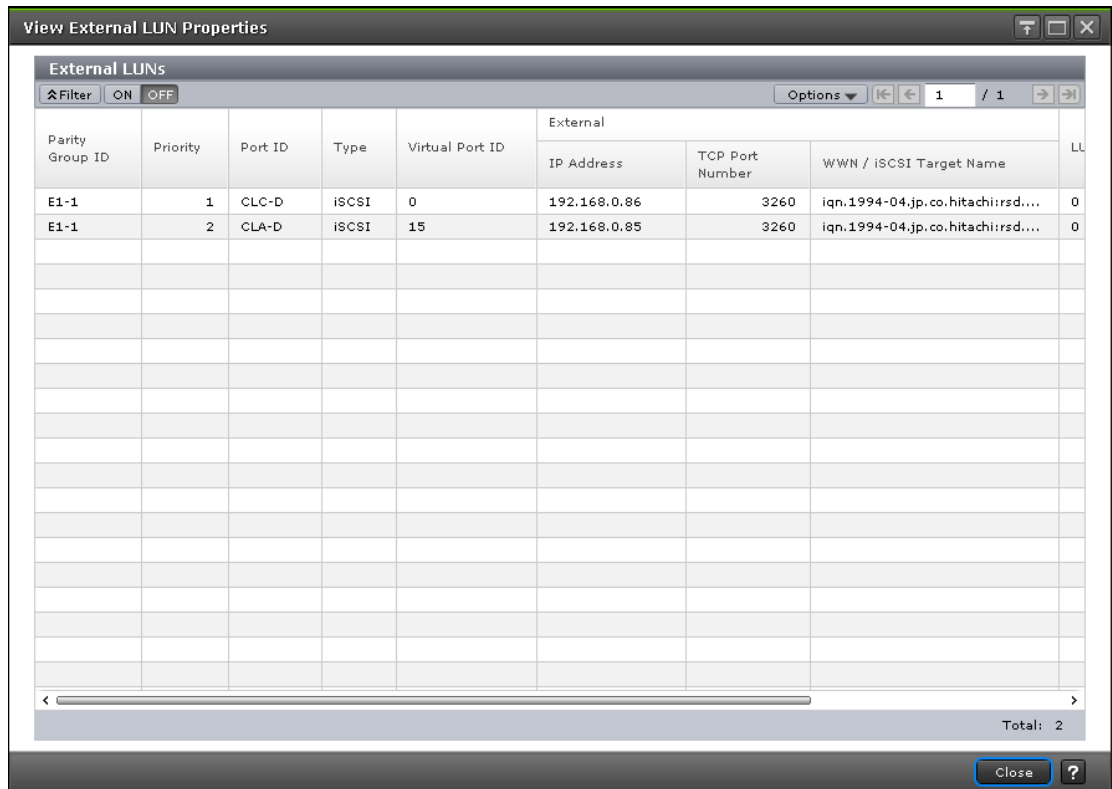 View External LUN Properties
External LUNs
Filter ON OFF Options 1 / 1
External
Parity Group ID Priority Port ID Type Virtual Port ID IP Address TCP Port Number WWN / iSCSI Target Name LU
E1-1 1 CLC-D iSCSI 0 192.168.0.86 3260 iqn.1994-04.jp.co.hitachi:rsd.... 0
E1-1 2 CLA-D iSCSI 15 192.168.0.85 3260 iqn.1994-04.jp.co.hitachi:rsd.... 0
Total: 2
Close ?